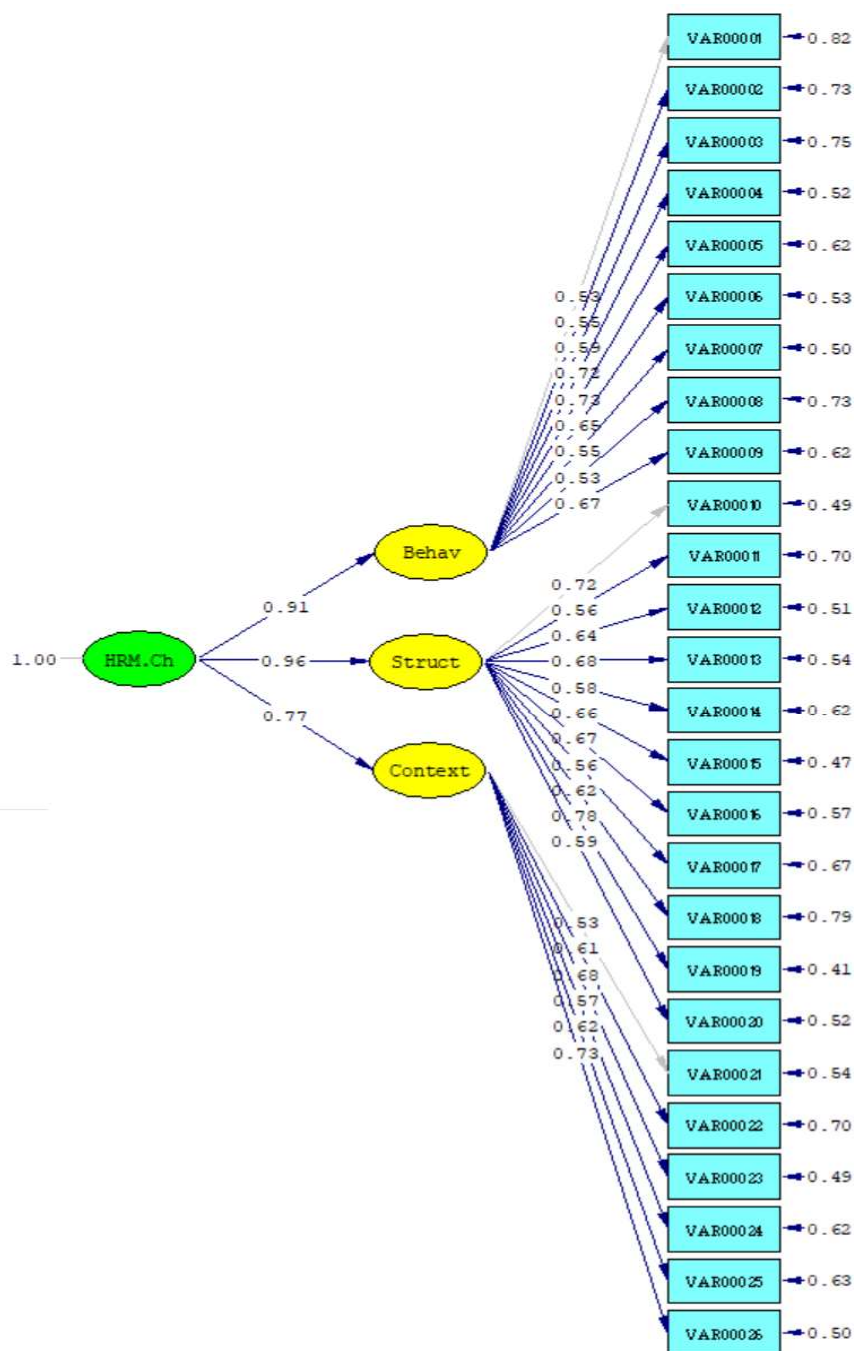 VAR00001 0.82
VAR00002 0.73
VAR00003 0.75
VAR00004 0.52
VAR00005 0.62
0.53 VAR00006 0.53
0.55
0.59 VAR00007 0.50
0.72
0.73 VAR00008 0.73
0.65
0.55 VAR00009 0.62
0.53
0.67 VAR00010 0.49
Behav VAR00011 0.70
0.72
0.91 0.56 VAR00012 0.51
0.64
1.00 HRM.Ch 0.96 Struct 0.68 VAR00013 0.54
0.58
0.77 0.66 VAR00014 0.62
0.67
Context 0.56 VAR00015 0.47
0.62
0.78 VAR00016 0.57
0.59
VAR00017 0.67
0.53 VAR00018 0.79
0.61
0.68 VAR00019 0.41
0.57
0.62 VAR00020 0.52
0.73
VAR00021 0.54
VAR00022 0.70
VAR00023 0.49
VAR00024 0.62
VAR00025 0.63
VAR00026 0.50